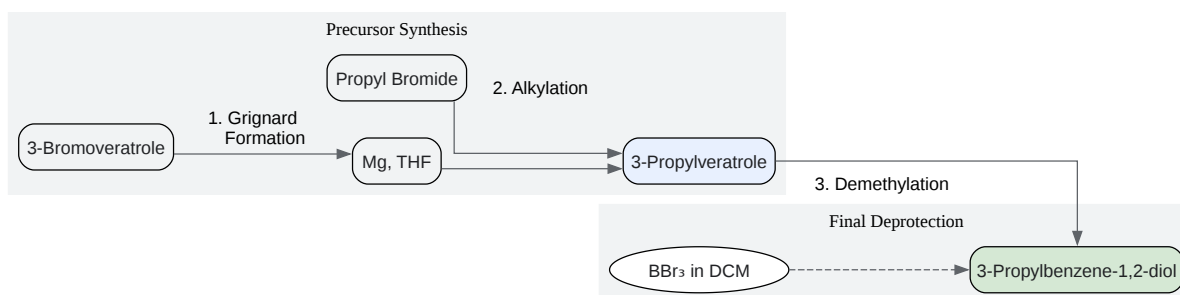 Precursor Synthesis
Propyl Bromide
2. Alkylation
1. Grignard
Formation
3-Bromoveratrole
Mg, THF
3-Propylveratrole
3. Demethylation
Final Deprotection
BBr₃ in DCM
3-Propylbenzene-1,2-diol